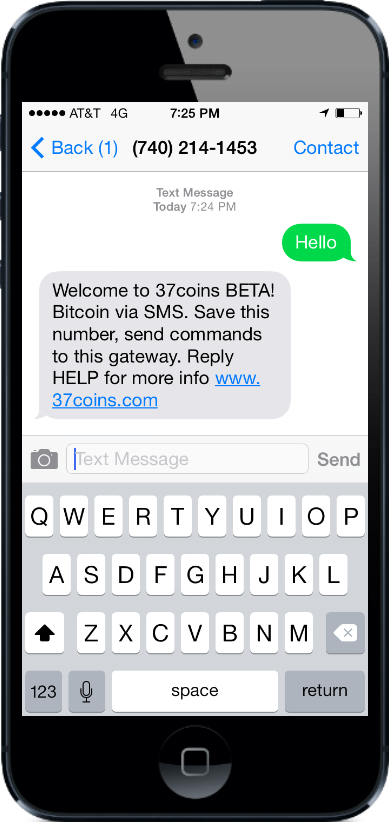 AT&T 4G 7:25 PM
Back (1) (740) 214-1453 Contact
Text Message
Today 7:24 PM
Hello
Welcome to 37coins BETA!
Bitcoin via SMS. Save this
number, send commands
to this gateway. Reply
HELP for more info www.
37coins.com
Text Message Send
Q W E R T Y U I O P
A S D F G H J K L
Z X C V B N M
123 space return